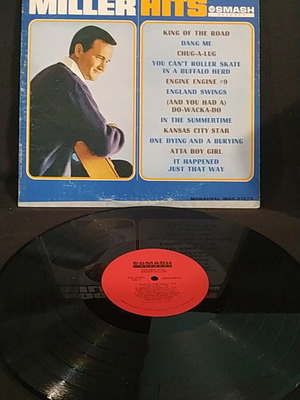 MILLER HITS
SMASH
RECORDS
KING OF THE ROAD
DANG ME
CHUG-A-LUG
YOU CAN'T ROLLER SKATE
IN A BUFFALO HERD
ENGINE ENGINE #9
ENGLAND SWINGS
(AND YOU HAD A)
DO-WACKA-DO
IN THE SUMMERTIME
KANSAS CITY STAR
ONE DYING AND A BURYING
ATTA BOY GIRL
IT HAPPENED
JUST THAT WAY
MONAURAL
SMASH